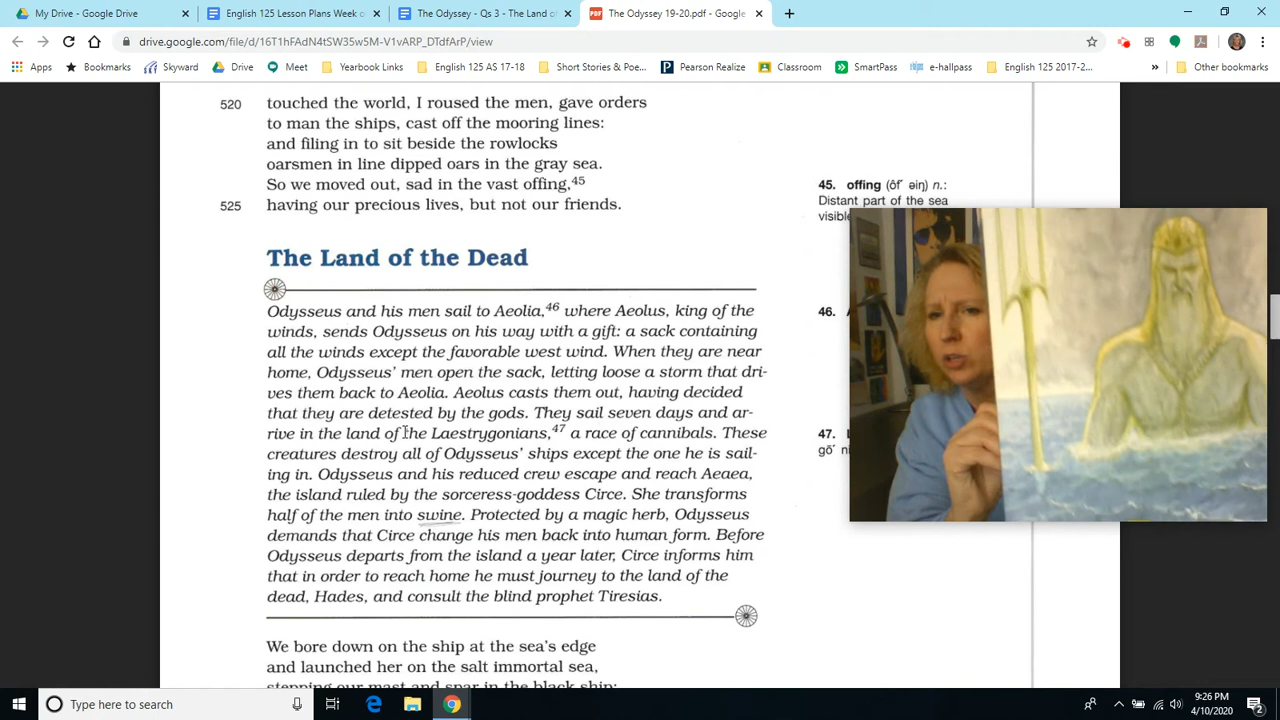 My Drive - Google Drive
English 125 Lesson Plans Week o
The Odyssey - Qs 3 - The Land of
The Odyssey 19-20.pdf - Google
drive.google.com/file/d/16T1hFAdN4tSW35w5M-V1vARP_DTdfArP/view
Apps
Bookmarks
Skyward
Drive
Meet
Yearbook Links
English 125 AS 17-18
Short Stories & Poe...
Pearson Realize
Classroom
SmartPass
e-hallpass
English 125 2017-2...
»
Other bookmarks
520 touched the world, I roused the men, gave orders
to man the ships, cast off the mooring lines:
and filing in to sit beside the rowlocks
oarsmen in line dipped oars in the gray sea.
So we moved out, sad in the vast offing,45
525 having our precious lives, but not our friends.
45. offing (ôf′ əiŋ) n.:
Distant part of the sea
visible
The Land of the Dead
Odysseus and his men sail to Aeolia,46 where Aeolus, king of the
winds, sends Odysseus on his way with a gift: a sack containing
all the winds except the favorable west wind. When they are near
home, Odysseus' men open the sack, letting loose a storm that dri-
ves them back to Aeolia. Aeolus casts them out, having decided
that they are detested by the gods. They sail seven days and ar-
rive in the land of the Laestrygonians,47 a race of cannibals. These
creatures destroy all of Odysseus' ships except the one he is sail-
ing in. Odysseus and his reduced crew escape and reach Aeaea,
the island ruled by the sorceress-goddess Circe. She transforms
half of the men into swine. Protected by a magic herb, Odysseus
demands that Circe change his men back into human form. Before
Odysseus departs from the island a year later, Circe informs him
that in order to reach home he must journey to the land of the
dead, Hades, and consult the blind prophet Tiresias.
46.
47.
gō′
We bore down on the ship at the sea's edge
and launched her on the salt immortal sea,
stepping our mast and spar in the black ship;
Type here to search
9:26 PM
4/10/2020
2